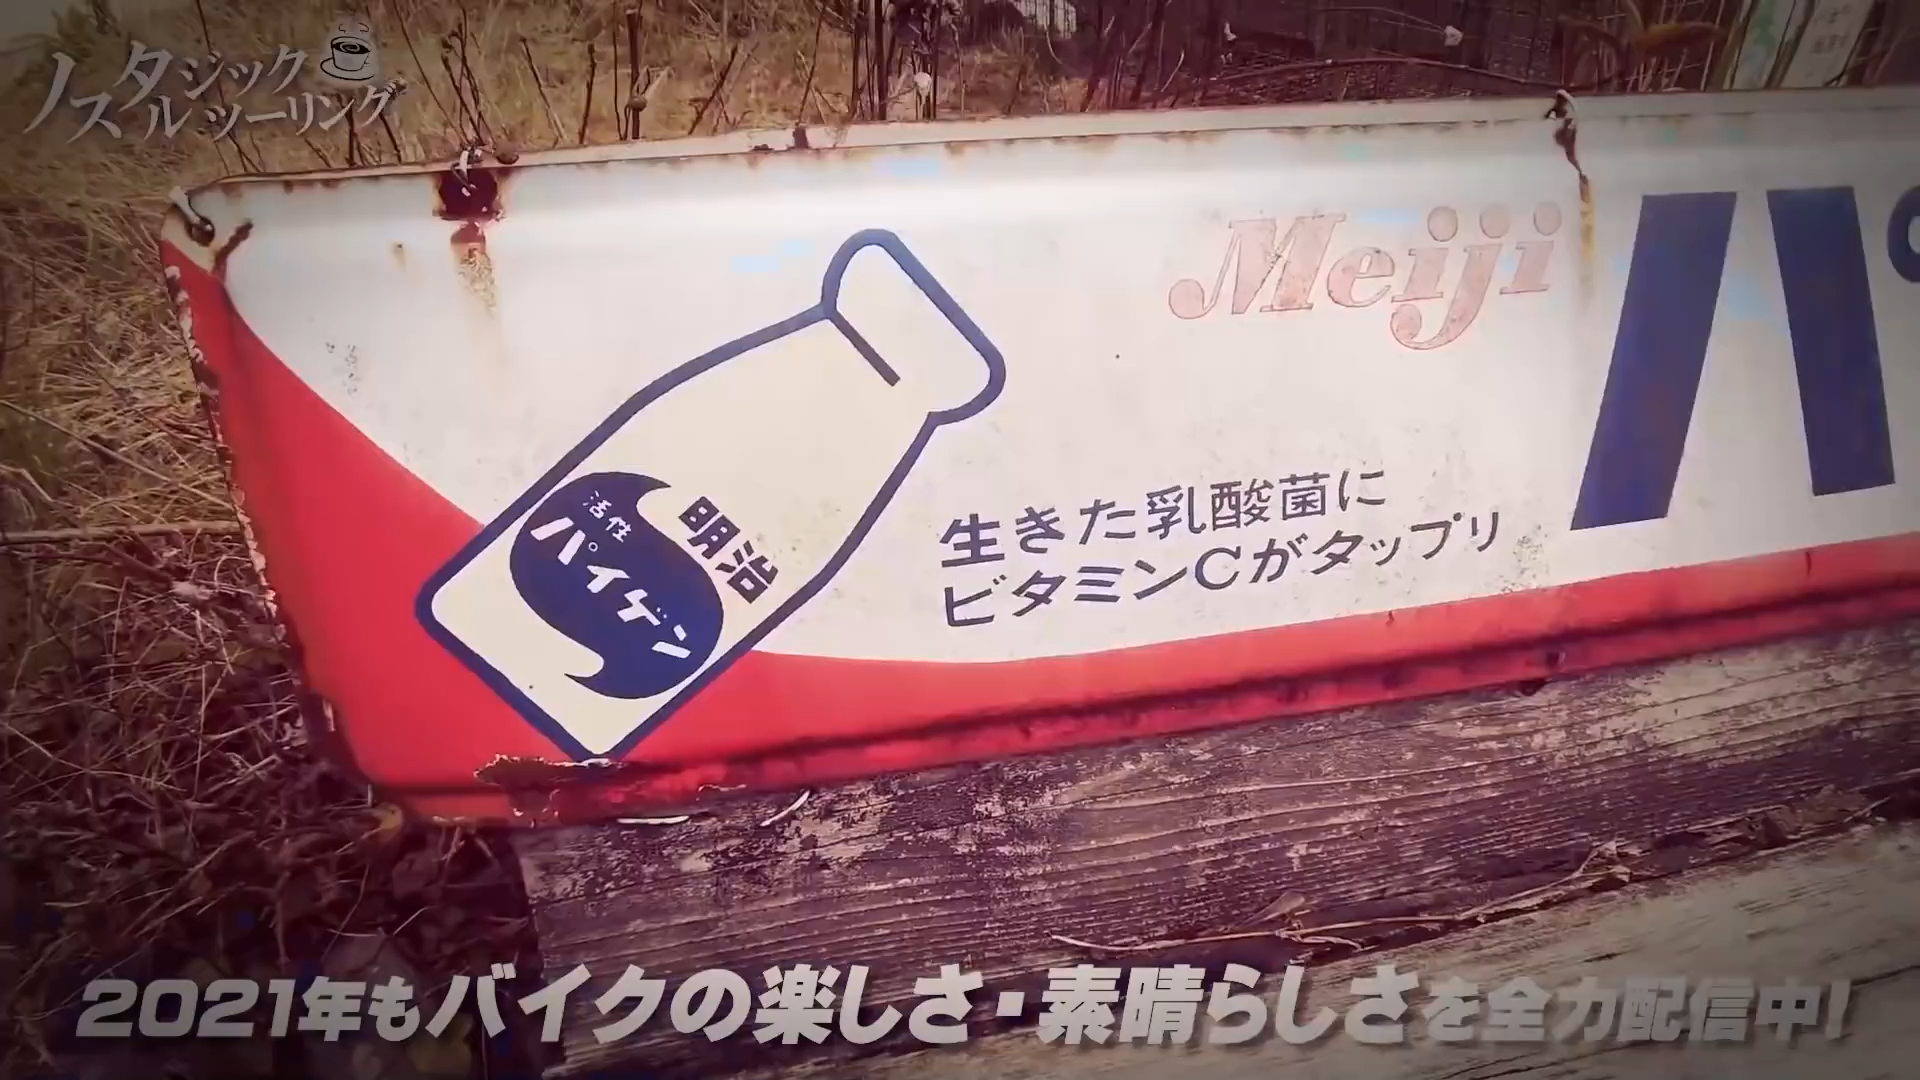 ノスタルジックツーリング
Meiji
パ
明治
活性
パイゲン
生きた乳酸菌に
ビタミンCがタップリ
2021年もバイクの楽しさ・素晴らしさを全力配信中!